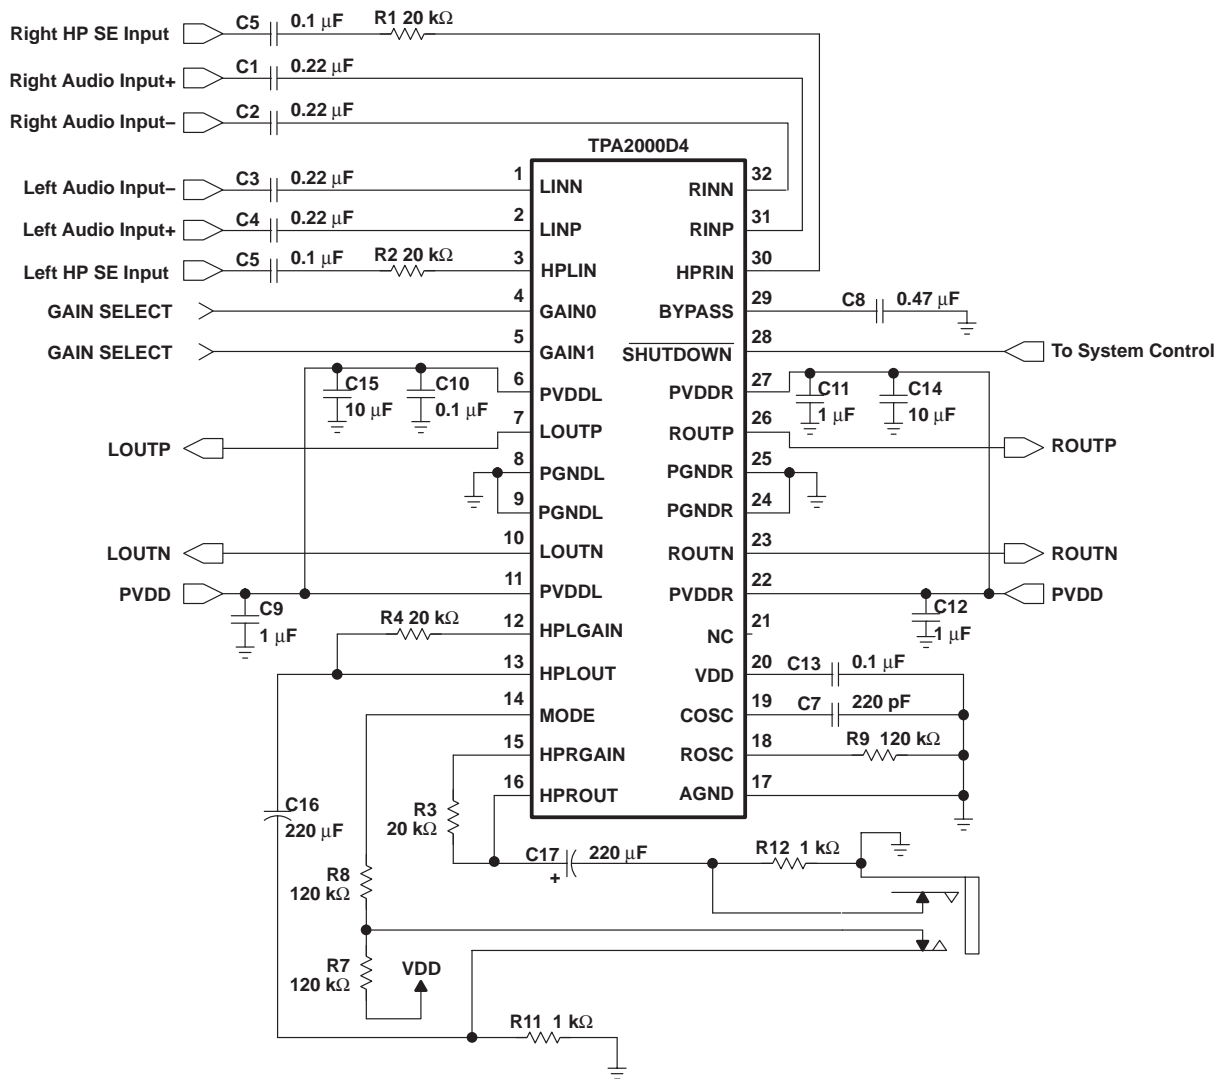 C5 0.1 µF R1 20 kΩ
Right HP SE Input
C1 0.22 µF
Right Audio Input+
C2 0.22 µF
Right Audio Input–
TPA2000D4
Left Audio Input– C3 0.22 µF 1 LINN RINN 32
Left Audio Input+ C4 0.22 µF 2 LINP RINP 31
Left HP SE Input C5 0.1 µF R2 20 kΩ 3 HPLIN HPRIN 30
GAIN SELECT 4 GAIN0 BYPASS 29 C8 0.47 µF
GAIN SELECT 5 GAIN1 SHUTDOWN 28 To System Control
C15 10 µF C10 0.1 µF 6 PVDDL PVDDR 27 C11 1 µF C14 10 µF
LOUTP 7 LOUTP ROUTP 26 ROUTP
8 PGNDL PGNDR 25
9 PGNDL PGNDR 24
LOUTN 10 LOUTN ROUTN 23 ROUTN
PVDD 11 PVDDL PVDDR 22 PVDD
C9 1 µF C12 1 µF
R4 20 kΩ 12 HPLGAIN NC 21
13 HPLOUT VDD 20 C13 0.1 µF
14 MODE COSC 19 C7 220 pF
15 HPRGAIN ROSC 18 R9 120 kΩ
16 HPROUT AGND 17
C16
220 µF
R3
20 kΩ
C17 220 µF R12 1 kΩ
+
R8
120 kΩ
R7
120 kΩ
VDD
R11 1 kΩ